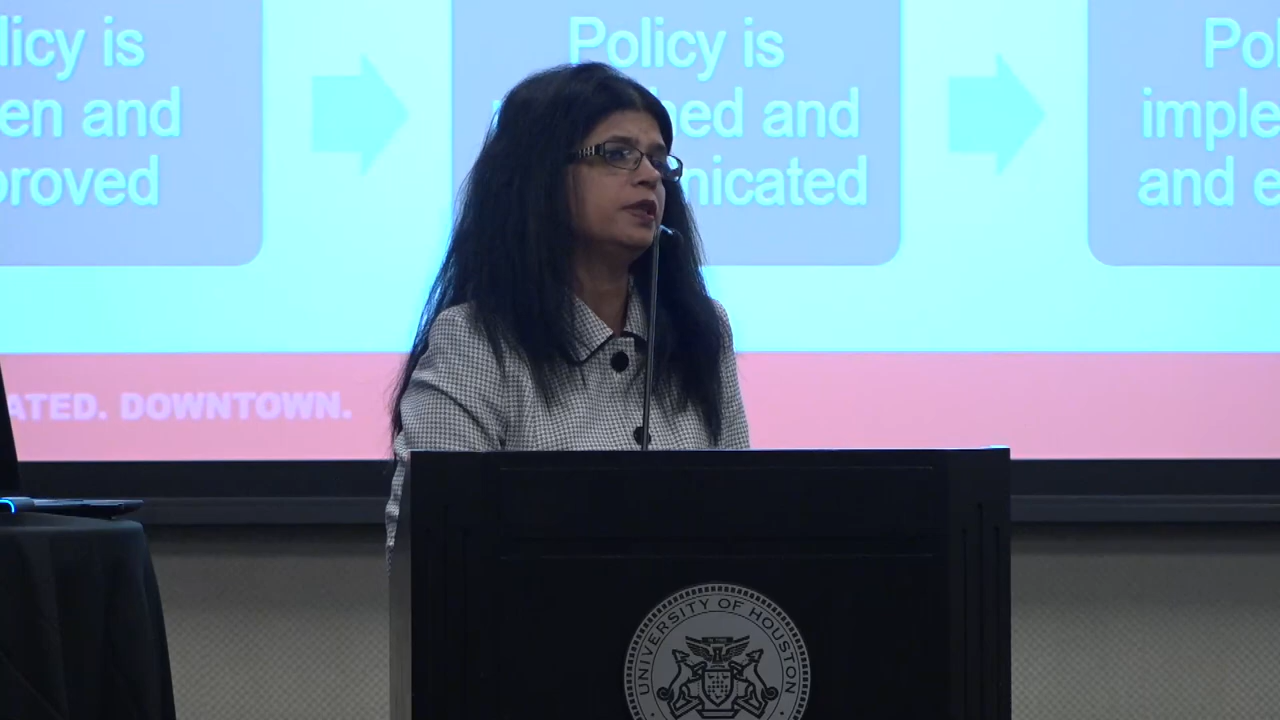 licy is
en and
proved
Policy is
hed and
nicated
Pol
imple
and e
ATED. DOWNTOWN.
UNIVERSITY OF HOUSTON